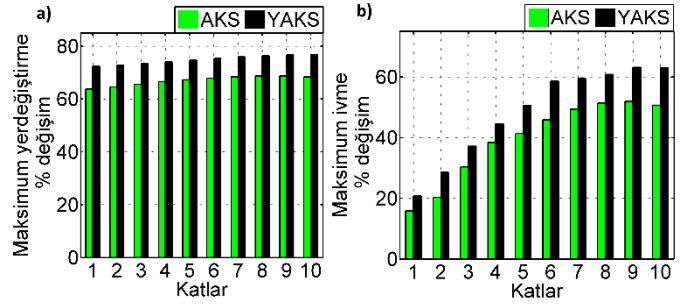 a)
AKS YAKS
Maksimum yerdeğiştirme
% değişim
80
60
40
20
0
1 2 3 4 5 6 7 8 9 10
Katlar
b)
AKS YAKS
Maksimum ivme
% değişim
60
40
20
0
1 2 3 4 5 6 7 8 9 10
Katlar